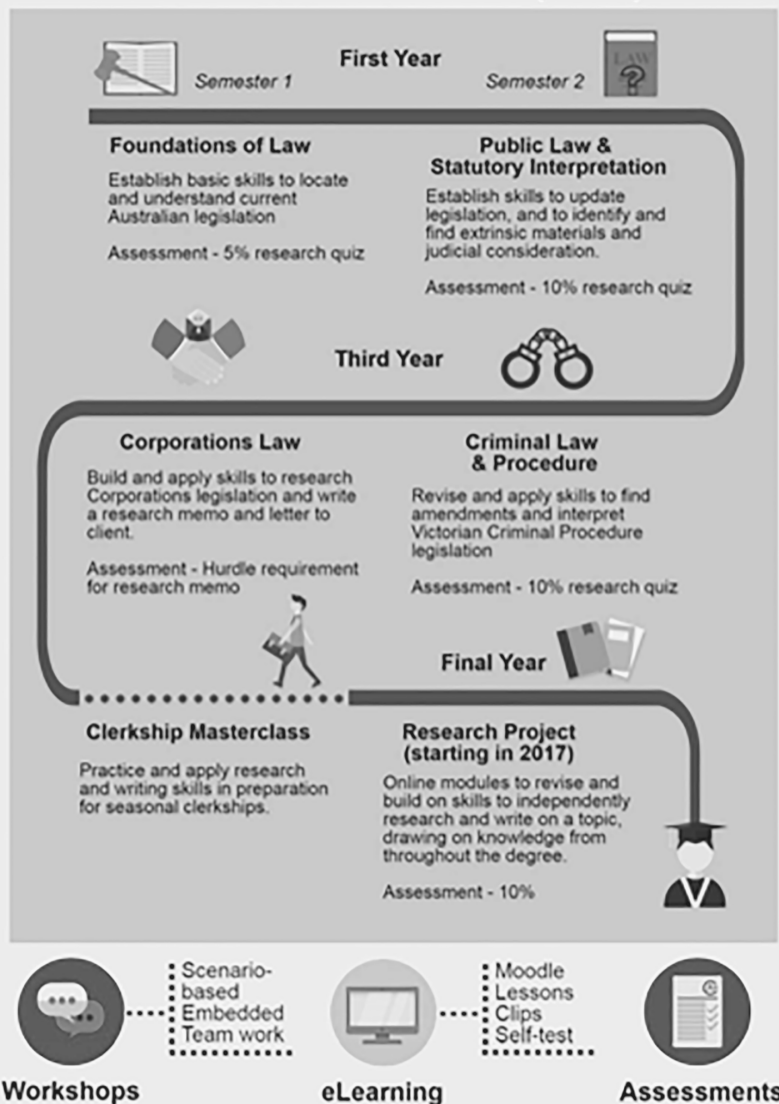 First Year
Semester 1
Semester 2
LAW
Foundations of Law
Establish basic skills to locate
and understand current
Australian legislation
Assessment - 5% research quiz
Public Law &
Statutory Interpretation
Establish skills to update
legislation, and to identify and
find extrinsic materials and
judicial consideration.
Assessment - 10% research quiz
Third Year
Corporations Law
Build and apply skills to research
Corporations legislation and write
a research memo and letter to
client.
Assessment - Hurdle requirement
for research memo
Criminal Law
& Procedure
Revise and apply skills to find
amendments and interpret
Victorian Criminal Procedure
legislation
Assessment - 10% research quiz
Final Year
Clerkship Masterclass
Practice and apply research
and writing skills in preparation
for seasonal clerkships.
Research Project
(starting in 2017)
Online modules to revise and
build on skills to independently
research and write on a topic,
drawing on knowledge from
throughout the degree.
Assessment - 10%
Scenario-
based
Embedded
Team work
Workshops
Moodle
Lessons
Clips
Self-test
eLearning
Assessments